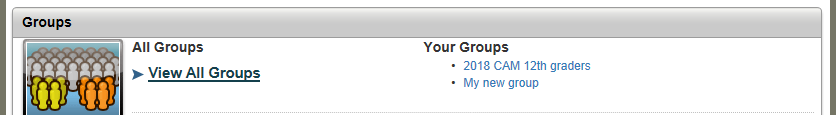 Groups
All Groups
View All Groups
Your Groups
2018 CAM 12th graders
My new group